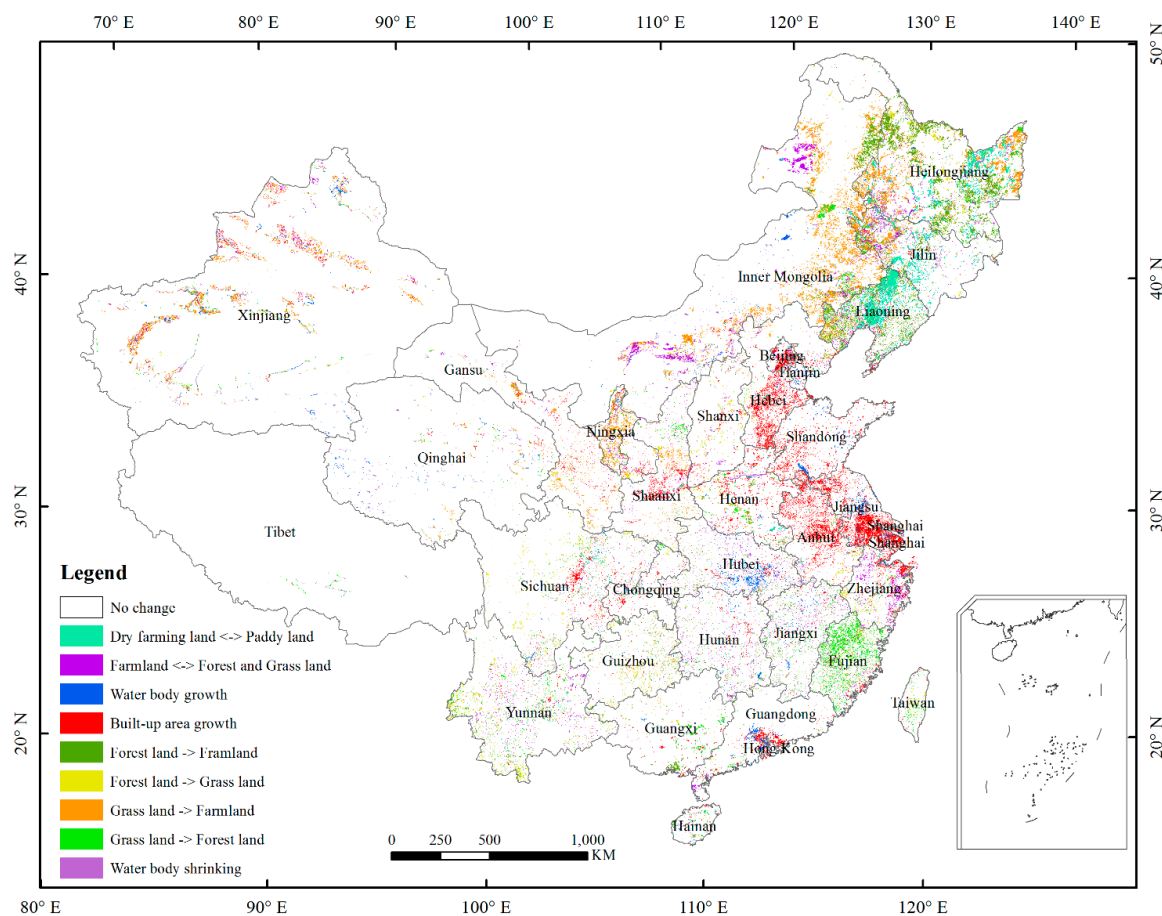 70° E 80° E 90° E 100° E 110° E 120° E 130° E 140° E
50° N
40° N
30° N
20° N
40° N
30° N
20° N
Heilongjiang
Jilin
Inner Mongolia
Liaoning
Xinjiang
Beijing
Tianjin
Gansu
Hebei
Shanxi
Ningxia
Shandong
Qinghai
Shaanxi
Henan
Jiangsu
Shanghai
Tibet
Anhui
Shanghai
Hubei
Sichuan
Chongqing
Zhejiang
Hunan
Jiangxi
Guizhou
Fujian
Yunnan
Taiwan
Guangxi
Guangdong
Hong Kong
Hainan
Legend
No change
Dry farming land <-> Paddy land
Farmland <-> Forest and Grass land
Water body growth
Built-up area growth
Forest land -> Framland
Forest land -> Grass land
Grass land -> Farmland
Grass land -> Forest land
Water body shrinking
0 250 500 1,000
KM
80° E 90° E 100° E 110° E 120° E